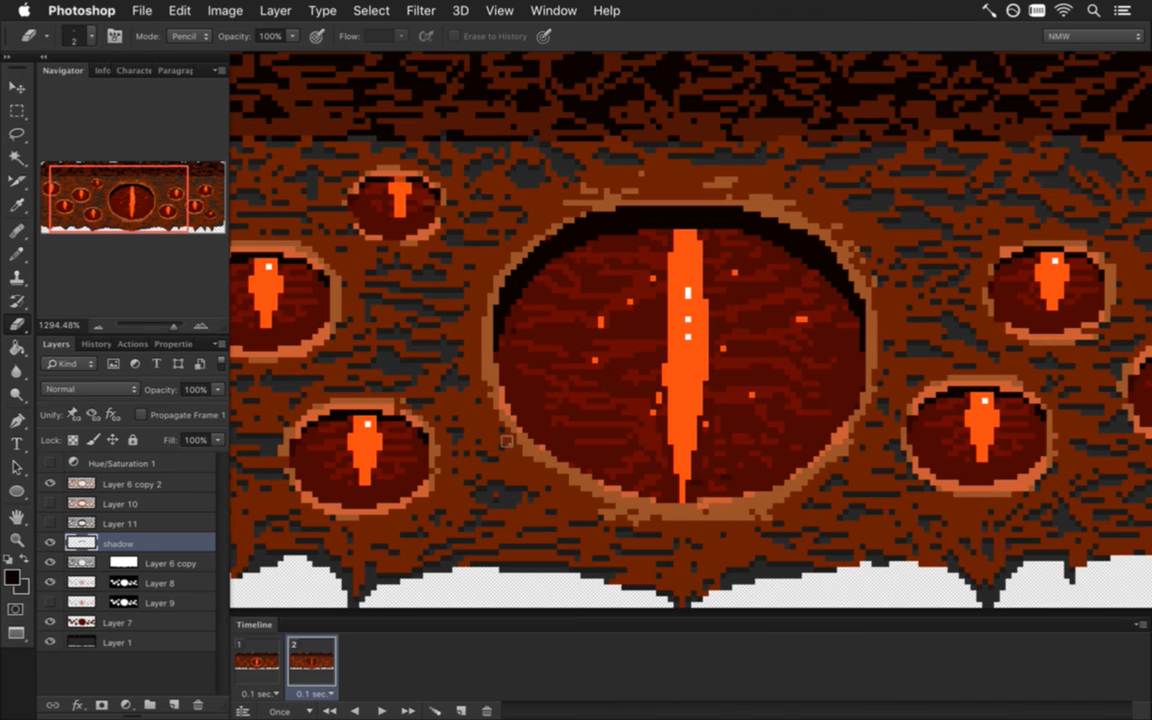 Photoshop File Edit Image Layer Type Select Filter 3D View Window Help
2 Mode: Pencil Opacity: 100% Flow: Erase to History NMW
Navigator Info Characte Paragrap
1294.48%
Layers History Actions Propertie
Kind
Normal Opacity: 100%
Unify: Propagate Frame 1
Lock: Fill: 100%
Hue/Saturation 1
Layer 6 copy 2
Layer 10
Layer 11
shadow
Layer 6 copy
Layer 8
Layer 9
Layer 7
Layer 1
Timeline
1 2
0.1 sec. 0.1 sec.
Once